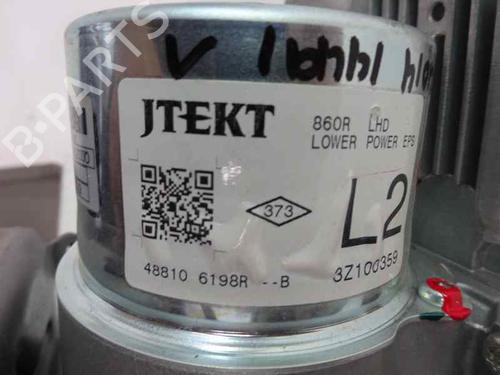 B-PARTS
JTEKT
860R LHD
LOWER POWER EPS
373
L2
48810 6198R --B
3Z100359